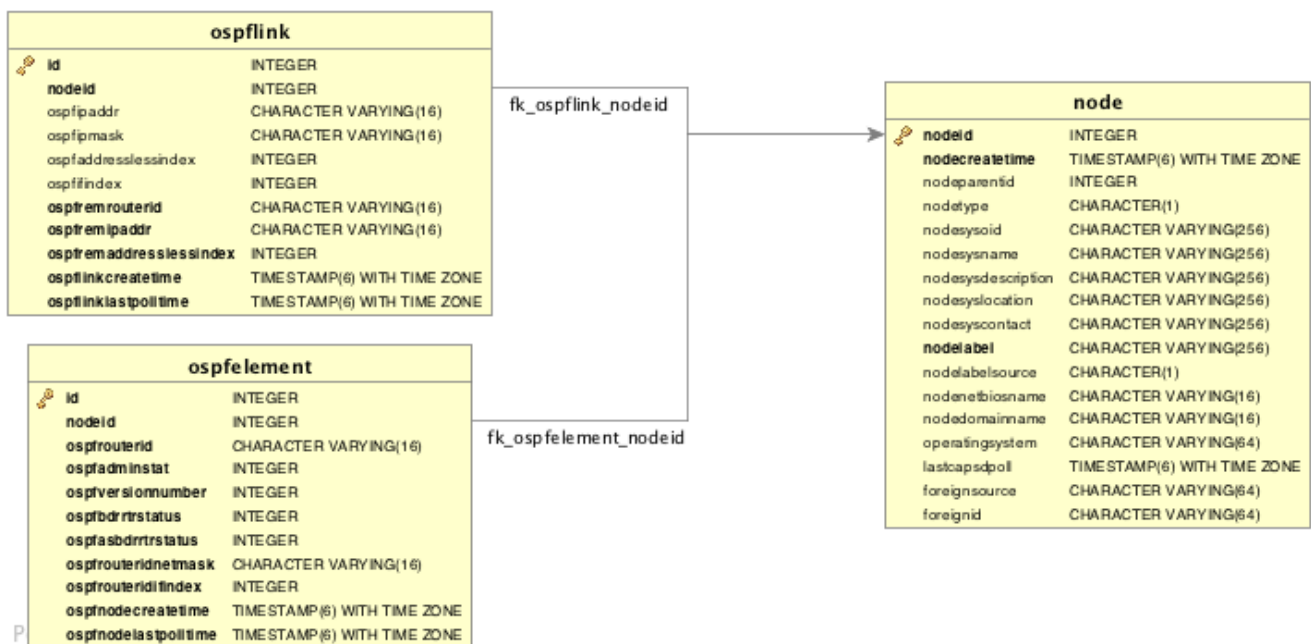 ospflink
id INTEGER
nodeid INTEGER
ospfipaddr CHARACTER VARYING(16)
ospfipmask CHARACTER VARYING(16)
ospfaddresslessindex INTEGER
ospfifindex INTEGER
ospfremrouterid CHARACTER VARYING(16)
ospfremipaddr CHARACTER VARYING(16)
ospfremaddresslessindex INTEGER
ospflinkcreatetime TIMESTAMP(6) WITH TIME ZONE
ospflinklastpolltime TIMESTAMP(6) WITH TIME ZONE
fk_ospflink_nodeid
node
nodeid INTEGER
nodecreatetime TIMESTAMP(6) WITH TIME ZONE
nodeparentid INTEGER
nodetype CHARACTER(1)
nodesysoid CHARACTER VARYING(256)
nodesysname CHARACTER VARYING(256)
nodesysdescription CHARACTER VARYING(256)
nodesyslocation CHARACTER VARYING(256)
nodesyscontact CHARACTER VARYING(256)
nodelabel CHARACTER VARYING(256)
nodelabelsource CHARACTER(1)
nodenetbiosname CHARACTER VARYING(16)
nodedomainname CHARACTER VARYING(16)
operatingsystem CHARACTER VARYING(64)
lastcapsdpoll TIMESTAMP(6) WITH TIME ZONE
foreignsource CHARACTER VARYING(64)
foreignid CHARACTER VARYING(64)
ospfelement
id INTEGER
nodeid INTEGER
ospfrouterid CHARACTER VARYING(16)
ospfadminstat INTEGER
ospfversionnumber INTEGER
ospfbdrrtrstatus INTEGER
ospfasbdrrtrstatus INTEGER
ospfrouteridnetmask CHARACTER VARYING(16)
ospfrouteridifindex INTEGER
ospfnodecreatetime TIMESTAMP(6) WITH TIME ZONE
ospfnodelastpolltime TIMESTAMP(6) WITH TIME ZONE
fk_ospfelement_nodeid